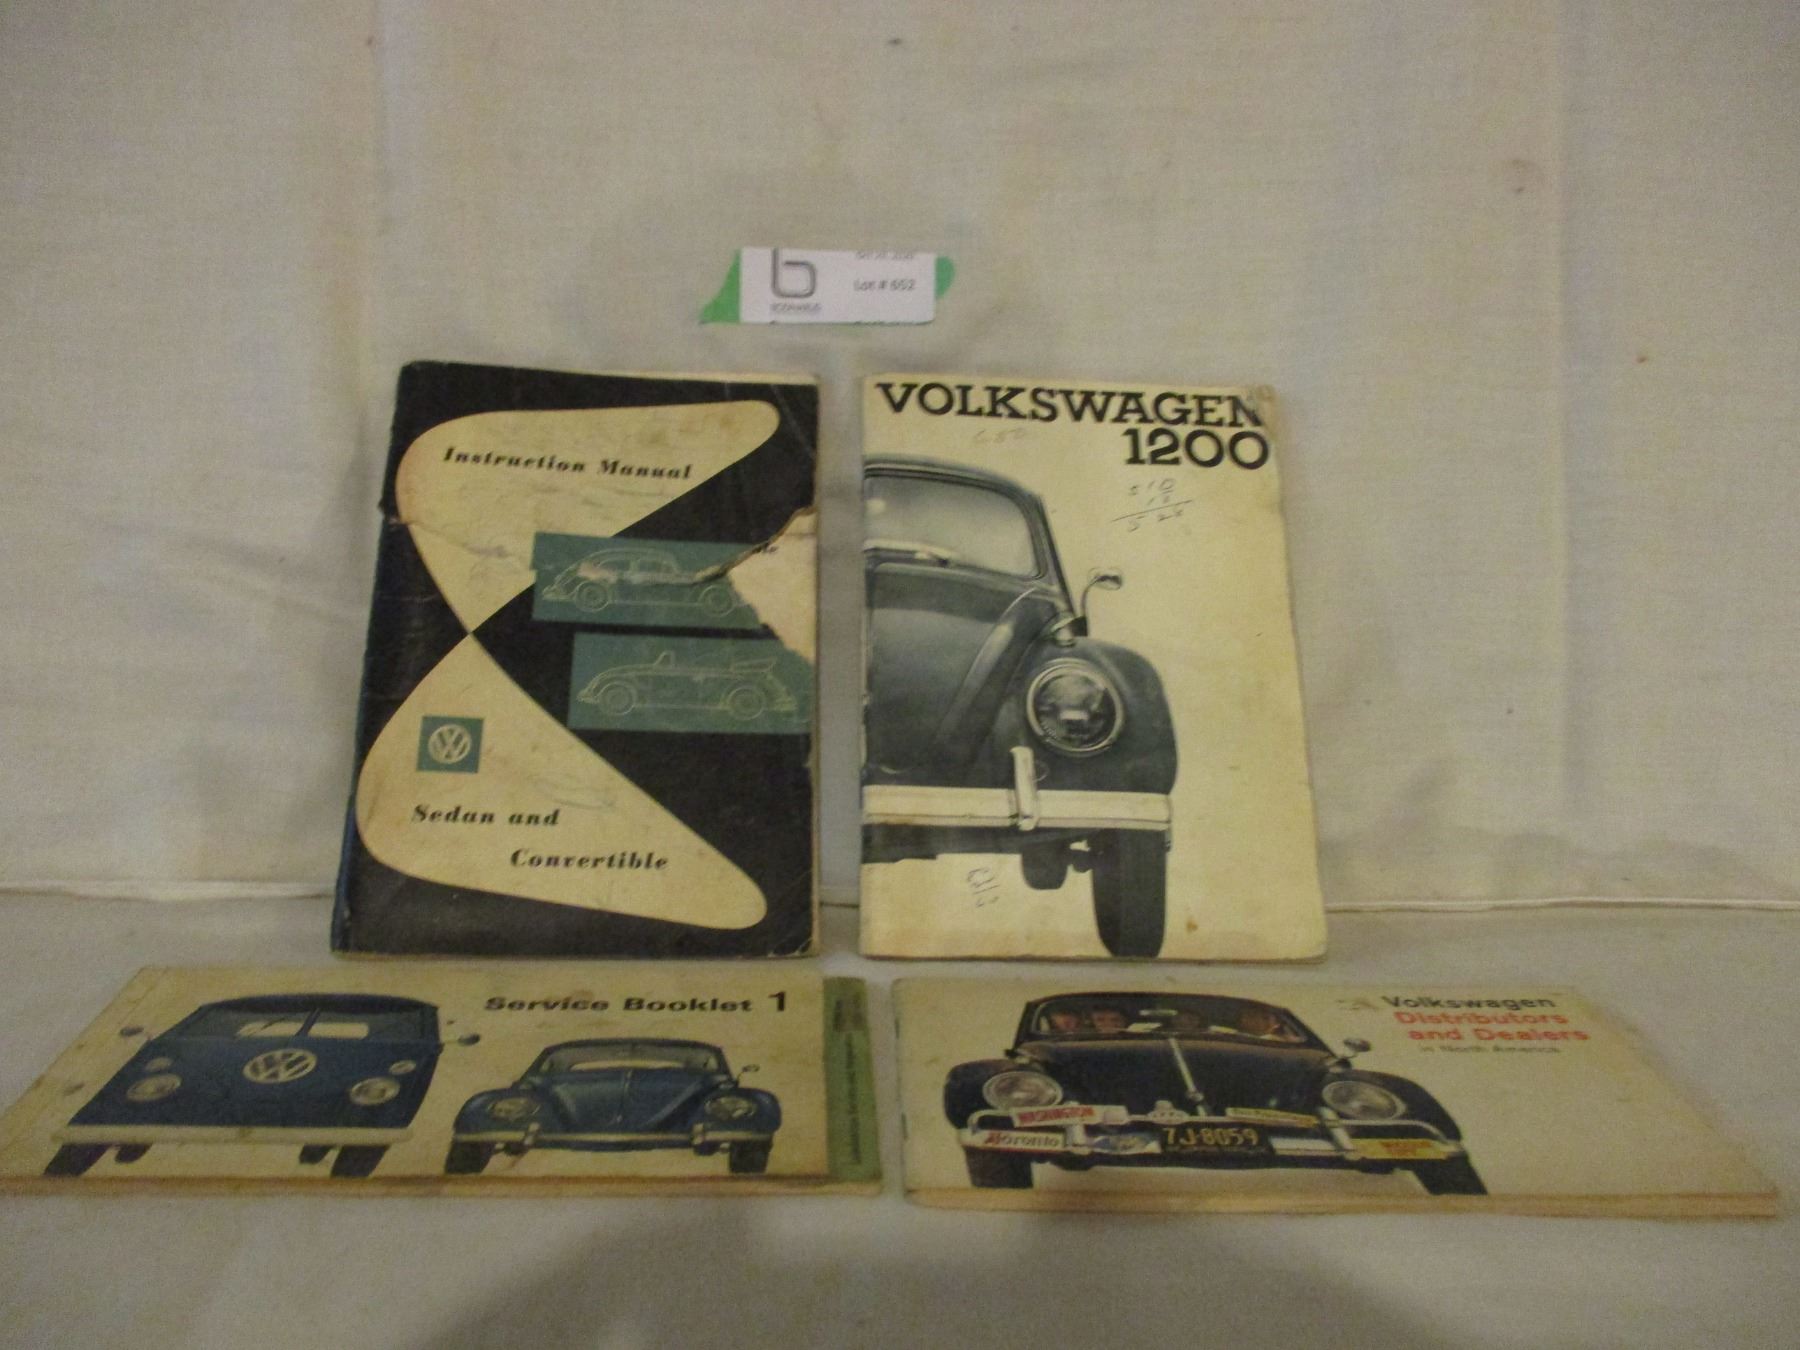 Lot # 652
Instruction Manual
Sedan and
Convertible
VOLKSWAGEN
1200
Service Booklet 1
Volkswagen
Distributors
and Dealers
in North America
WASHINGTON
Toronto
7J-8059